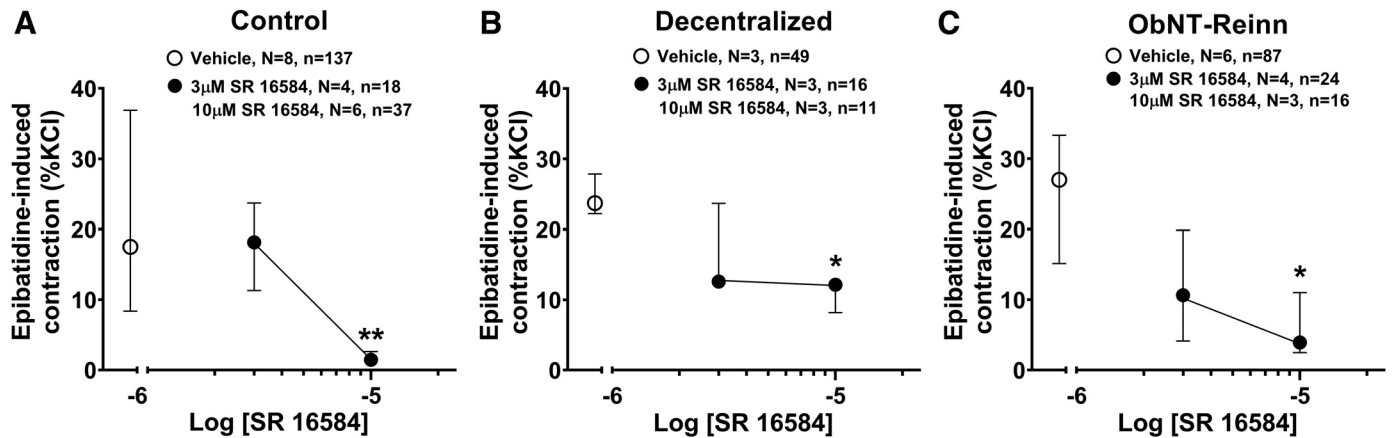 A
Control
Vehicle, N=8, n=137
3μM SR 16584, N=4, n=18
10μM SR 16584, N=6, n=37
Epibatidine-induced
contraction (%KCl)
40
30
20
10
0
**
-6
-5
Log [SR 16584]
B
Decentralized
Vehicle, N=3, n=49
3μM SR 16584, N=3, n=16
10μM SR 16584, N=3, n=11
Epibatidine-induced
contraction (%KCl)
40
30
20
10
0
*
-6
-5
Log [SR 16584]
C
ObNT-Reinn
Vehicle, N=6, n=87
3μM SR 16584, N=4, n=24
10μM SR 16584, N=3, n=16
Epibatidine-induced
contraction (%KCl)
40
30
20
10
0
*
-6
-5
Log [SR 16584]